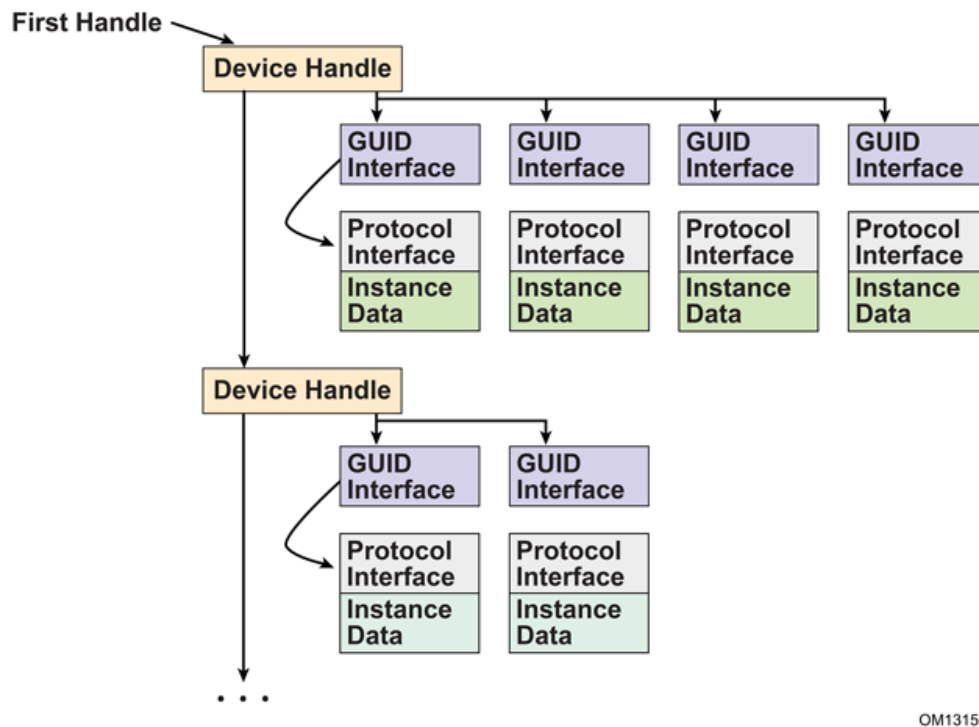 First Handle
Device Handle
GUID
Interface
GUID
Interface
GUID
Interface
GUID
Interface
Protocol
Interface
Instance
Data
Protocol
Interface
Instance
Data
Protocol
Interface
Instance
Data
Protocol
Interface
Instance
Data
Device Handle
GUID
Interface
GUID
Interface
Protocol
Interface
Instance
Data
Protocol
Interface
Instance
Data
. . .
OM1315